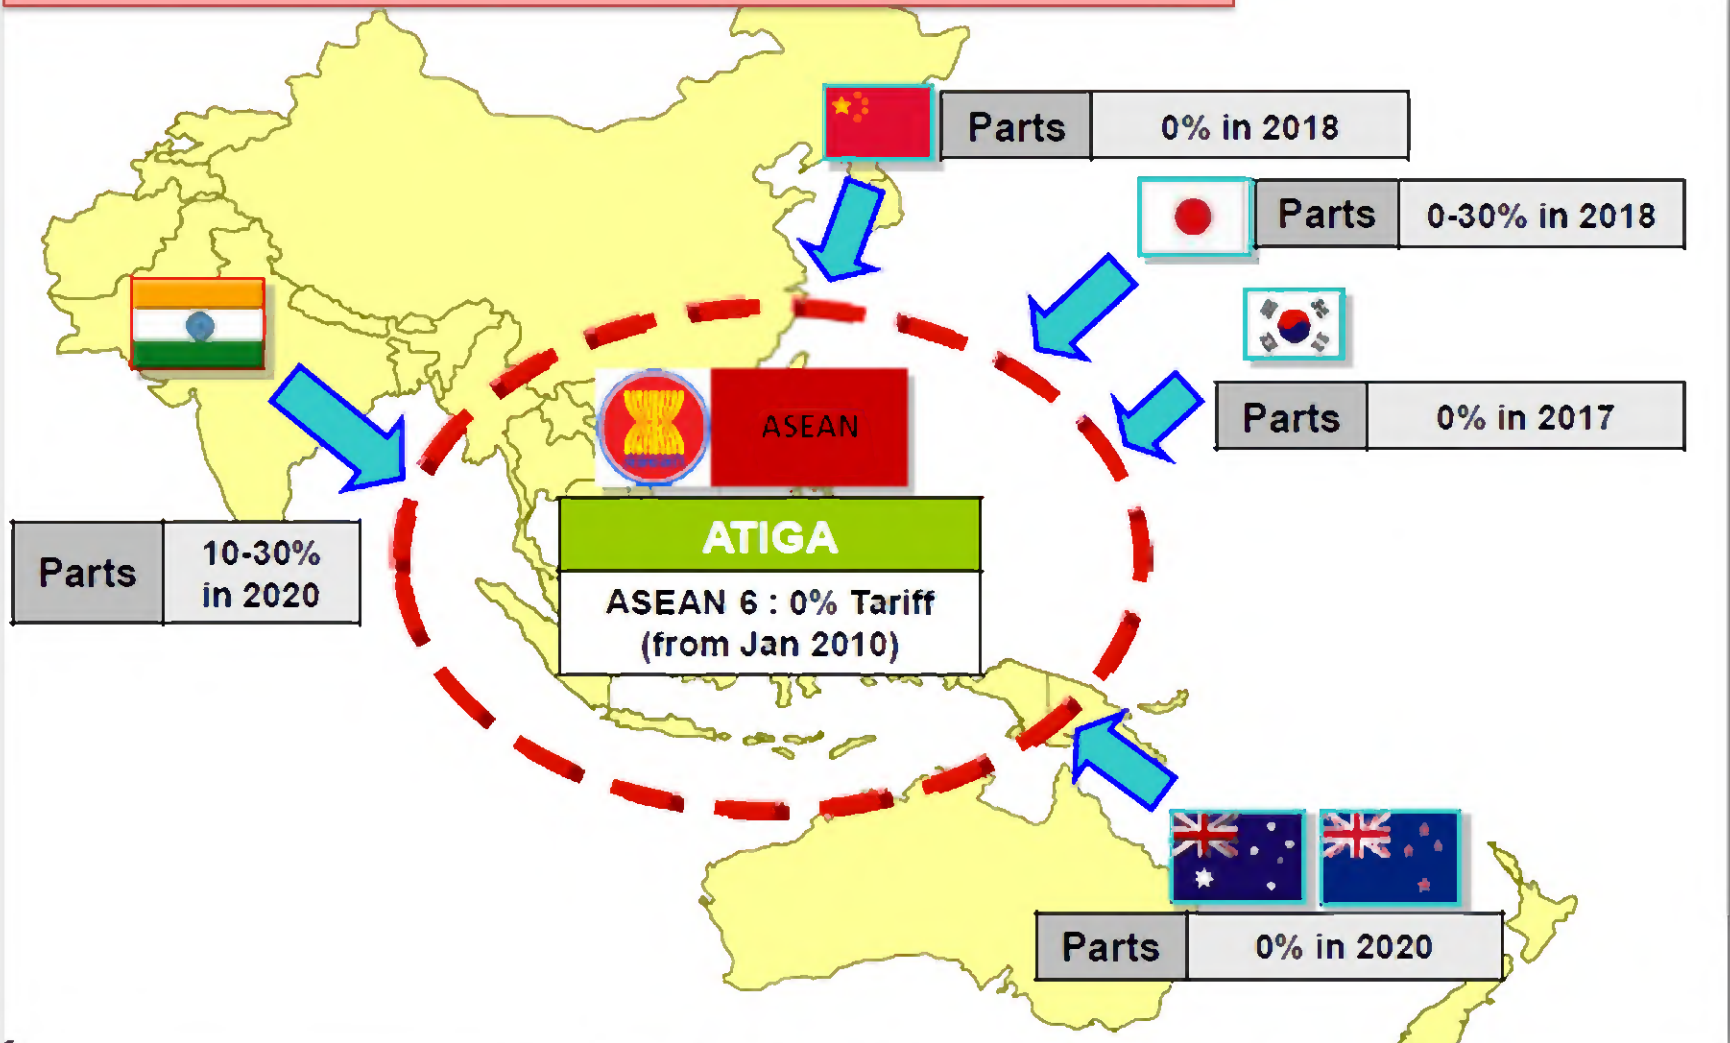 Parts 0% in 2018
Parts 0-30% in 2018
Parts 0% in 2017
ASEAN
ATIGA
ASEAN 6 : 0% Tariff
(from Jan 2010)
Parts 10-30%
in 2020
Parts 0% in 2020